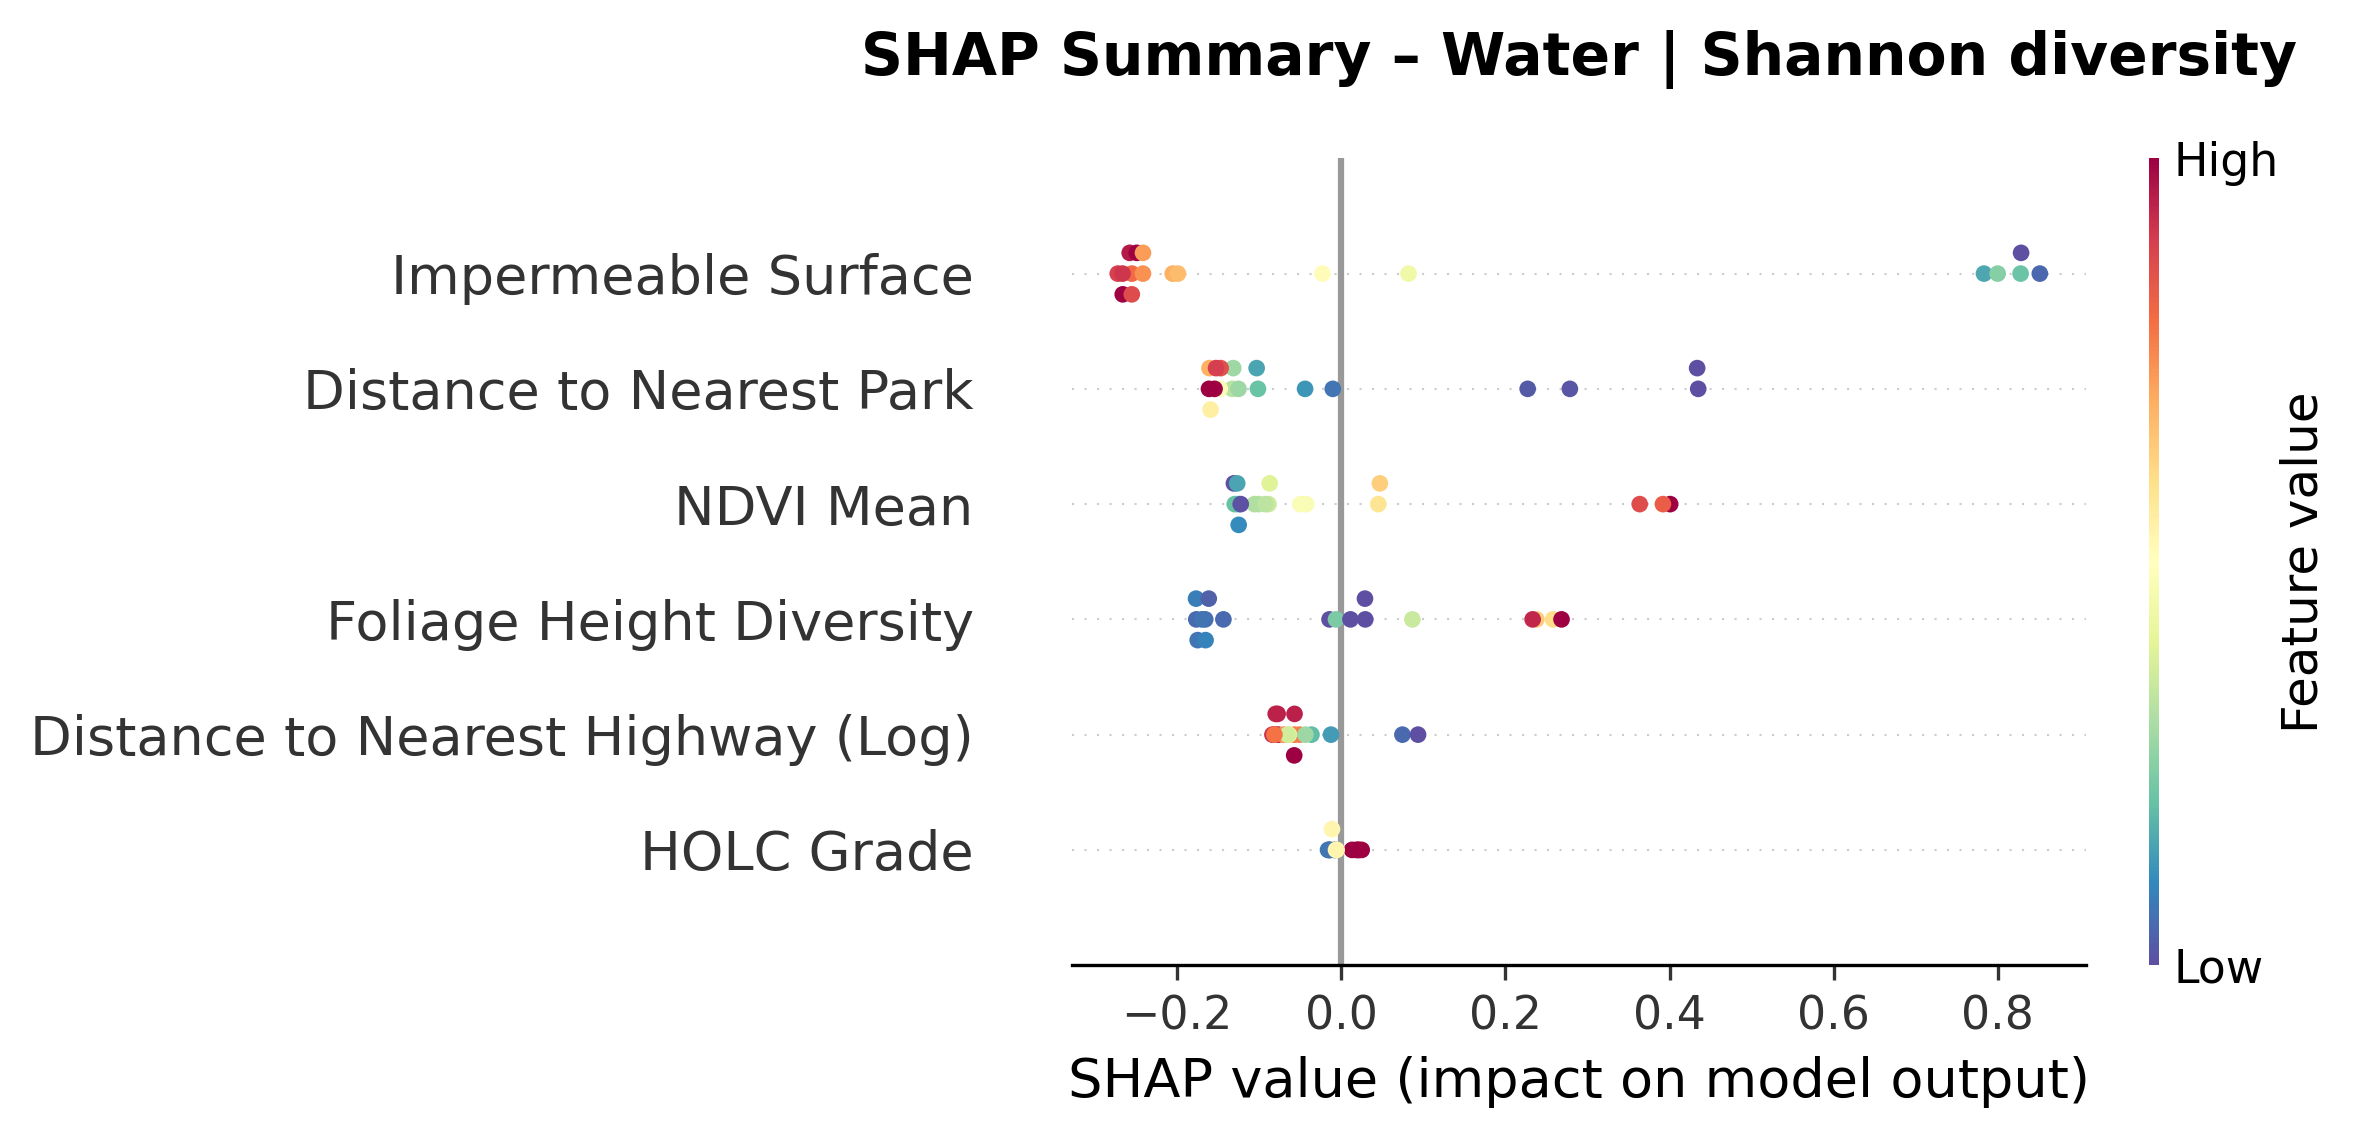 SHAP Summary – Water | Shannon diversity
High
Impermeable Surface
Distance to Nearest Park
NDVI Mean
Foliage Height Diversity
Distance to Nearest Highway (Log)
HOLC Grade
Feature value
Low
−0.2 0.0 0.2 0.4 0.6 0.8
SHAP value (impact on model output)